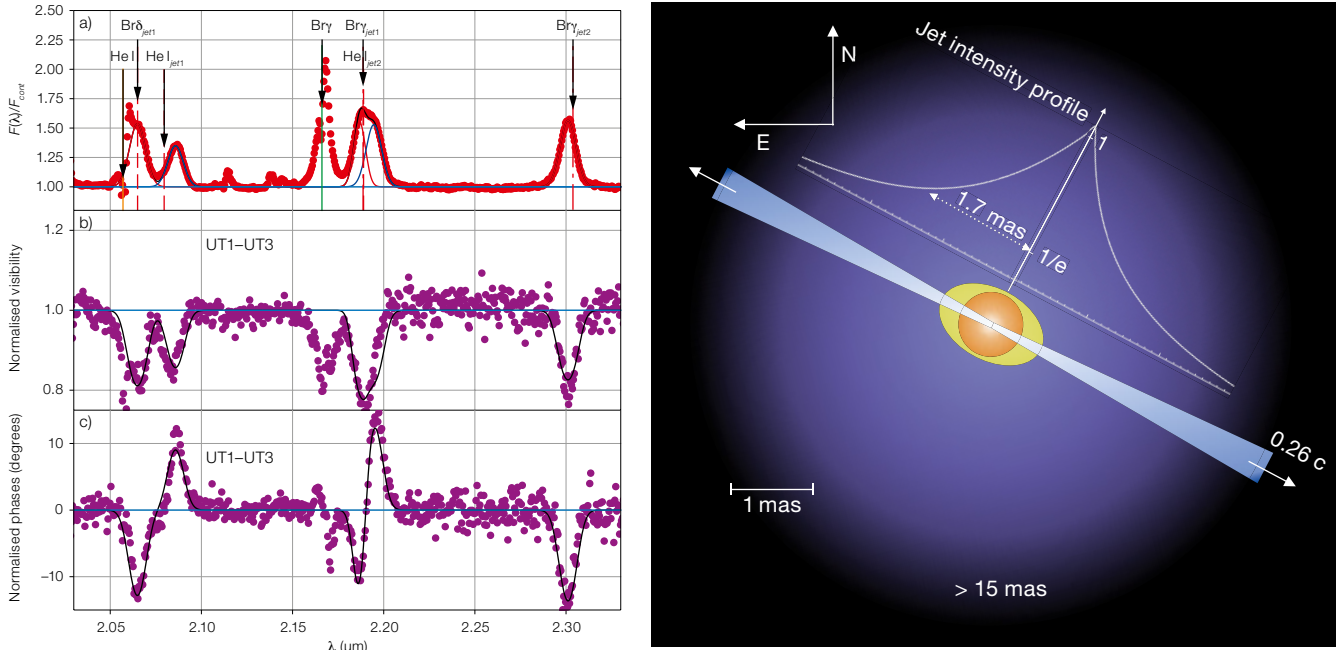 a)
Brδjet1
Brγ
Brγjet1
Brγjet2
He I
He Ijet1
He Ijet2
F(λ)/Fcont
2.50
2.25
2.00
1.75
1.50
1.25
1.00
b)
UT1–UT3
Normalised visibility
1.2
1.0
0.8
c)
UT1–UT3
Normalised phases (degrees)
10
0
–10
2.05
2.10
2.15
2.20
2.25
2.30
λ (um)
N
E
Jet intensity profile
1
1.7 mas
1/e
0.26 c
1 mas
> 15 mas